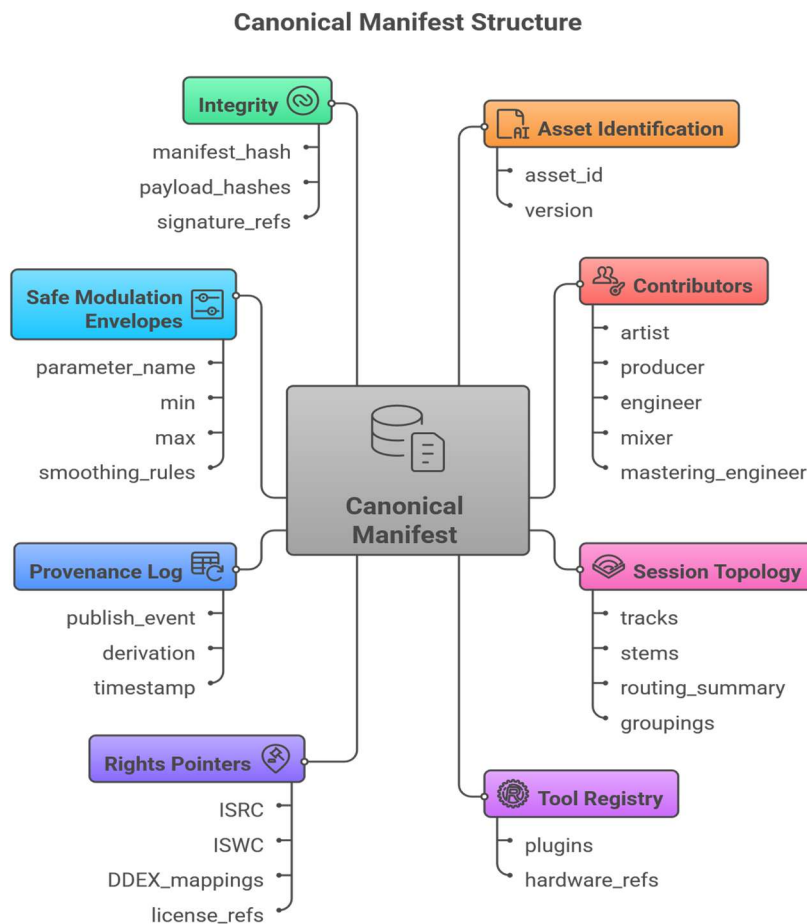 Canonical Manifest Structure
Integrity
manifest_hash
payload_hashes
signature_refs
AI
Asset Identification
asset_id
version
Safe Modulation
Envelopes
parameter_name
min
max
smoothing_rules
Contributors
artist
producer
engineer
mixer
mastering_engineer
Canonical
Manifest
Provenance Log
publish_event
derivation
timestamp
Session Topology
tracks
stems
routing_summary
groupings
Rights Pointers
ISRC
ISWC
DDEX_mappings
license_refs
R
Tool Registry
plugins
hardware_refs